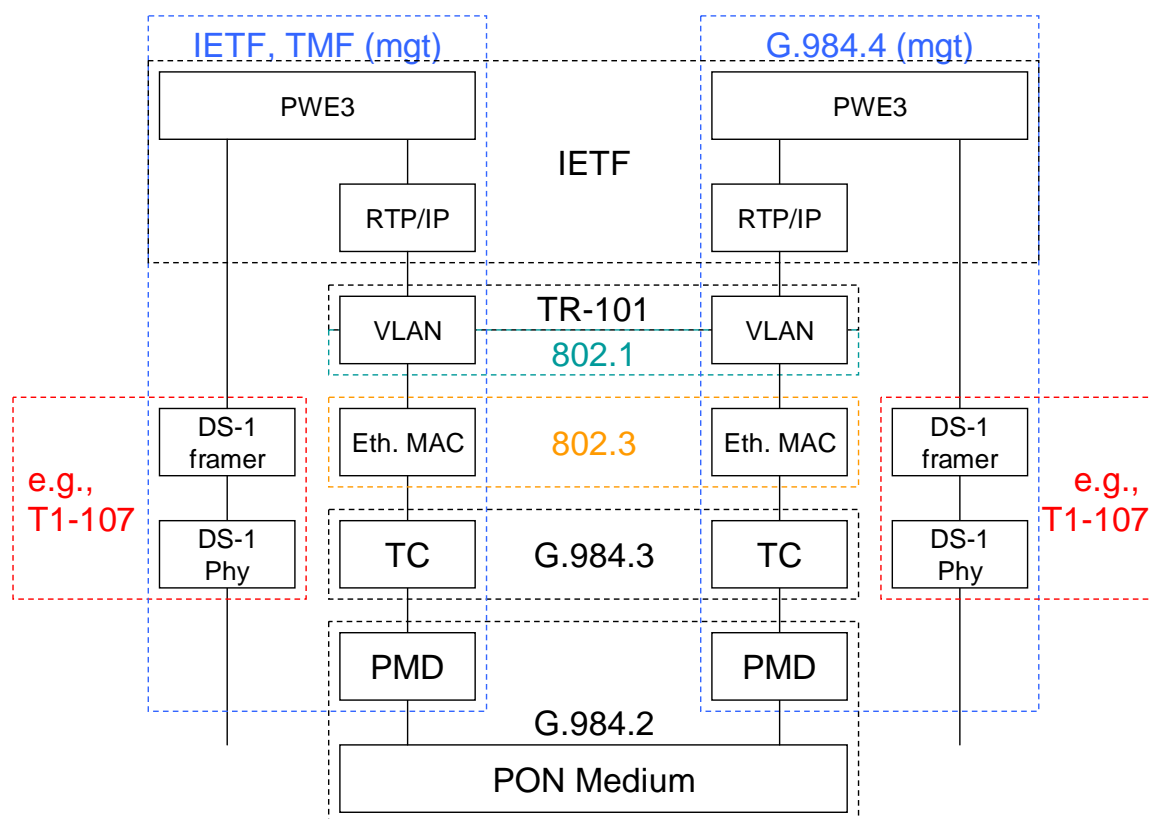 IETF, TMF (mgt)
G.984.4 (mgt)
PWE3
PWE3
IETF
RTP/IP
RTP/IP
TR-101
VLAN
VLAN
802.1
DS-1
framer
Eth. MAC
802.3
Eth. MAC
DS-1
framer
e.g.,
T1-107
e.g.,
T1-107
DS-1
Phy
TC
G.984.3
TC
DS-1
Phy
PMD
PMD
G.984.2
PON Medium